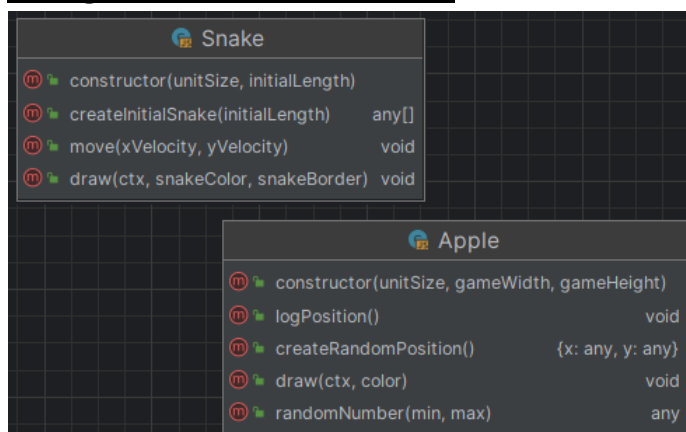 Snake
constructor(unitSize, initialLength)
createInitialSnake(initialLength) any[]
move(xVelocity, yVelocity) void
draw(ctx, snakeColor, snakeBorder) void
Apple
constructor(unitSize, gameWidth, gameHeight)
logPosition() void
createRandomPosition() {x: any, y: any}
draw(ctx, color) void
randomNumber(min, max) any